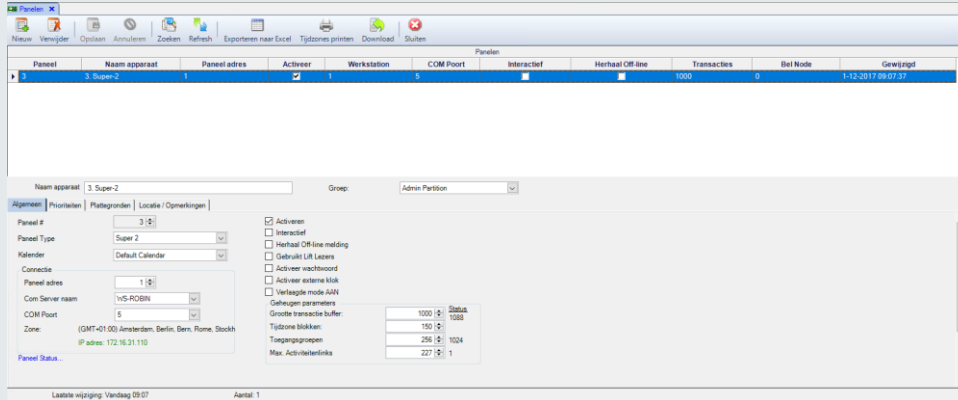 Panelen
Nieuw Verwijder Opslaan Annuleren Zoeken Refresh Exporteren naar Excel Tijdzones printen Download Sluiten
Panelen
Paneel Naam apparaat Paneel adres Activeer Werkstation COM Poort Interactief Herhaal Off-line Transacties Bel Node Gewijzigd
3 3. Super-2 1 1 5 1000 0 1-12-2017 09:07:37
Naam apparaat 3. Super-2 Groep: Admin Partition
Algemeen Prioriteiten Plattegronden Locatie / Opmerkingen
Paneel # 3 Activeren
Interactief
Paneel Type Super 2 Herhaal Off-line melding
Kalender Default Calendar Gebruikt Lift Lezers
Connectie Activeer wachtwoord
Paneel adres 1 Activeer externe klok
Verlaagde mode AAN
Com Server naam WS-ROBIN Geheugen parameters
COM Poort 5 Grootte transactie buffer: 1000 Status 1088
Zone: (GMT+01:00) Amsterdam, Berlin, Bern, Rome, Stockh Tijdzone blokken: 150
IP adres: 172.16.31.110 Toegangsgroepen 256 1024
Paneel Status... Max. Activiteitenlinks 227 1
Laatste wijziging: Vandaag 09:07 Aantal: 1